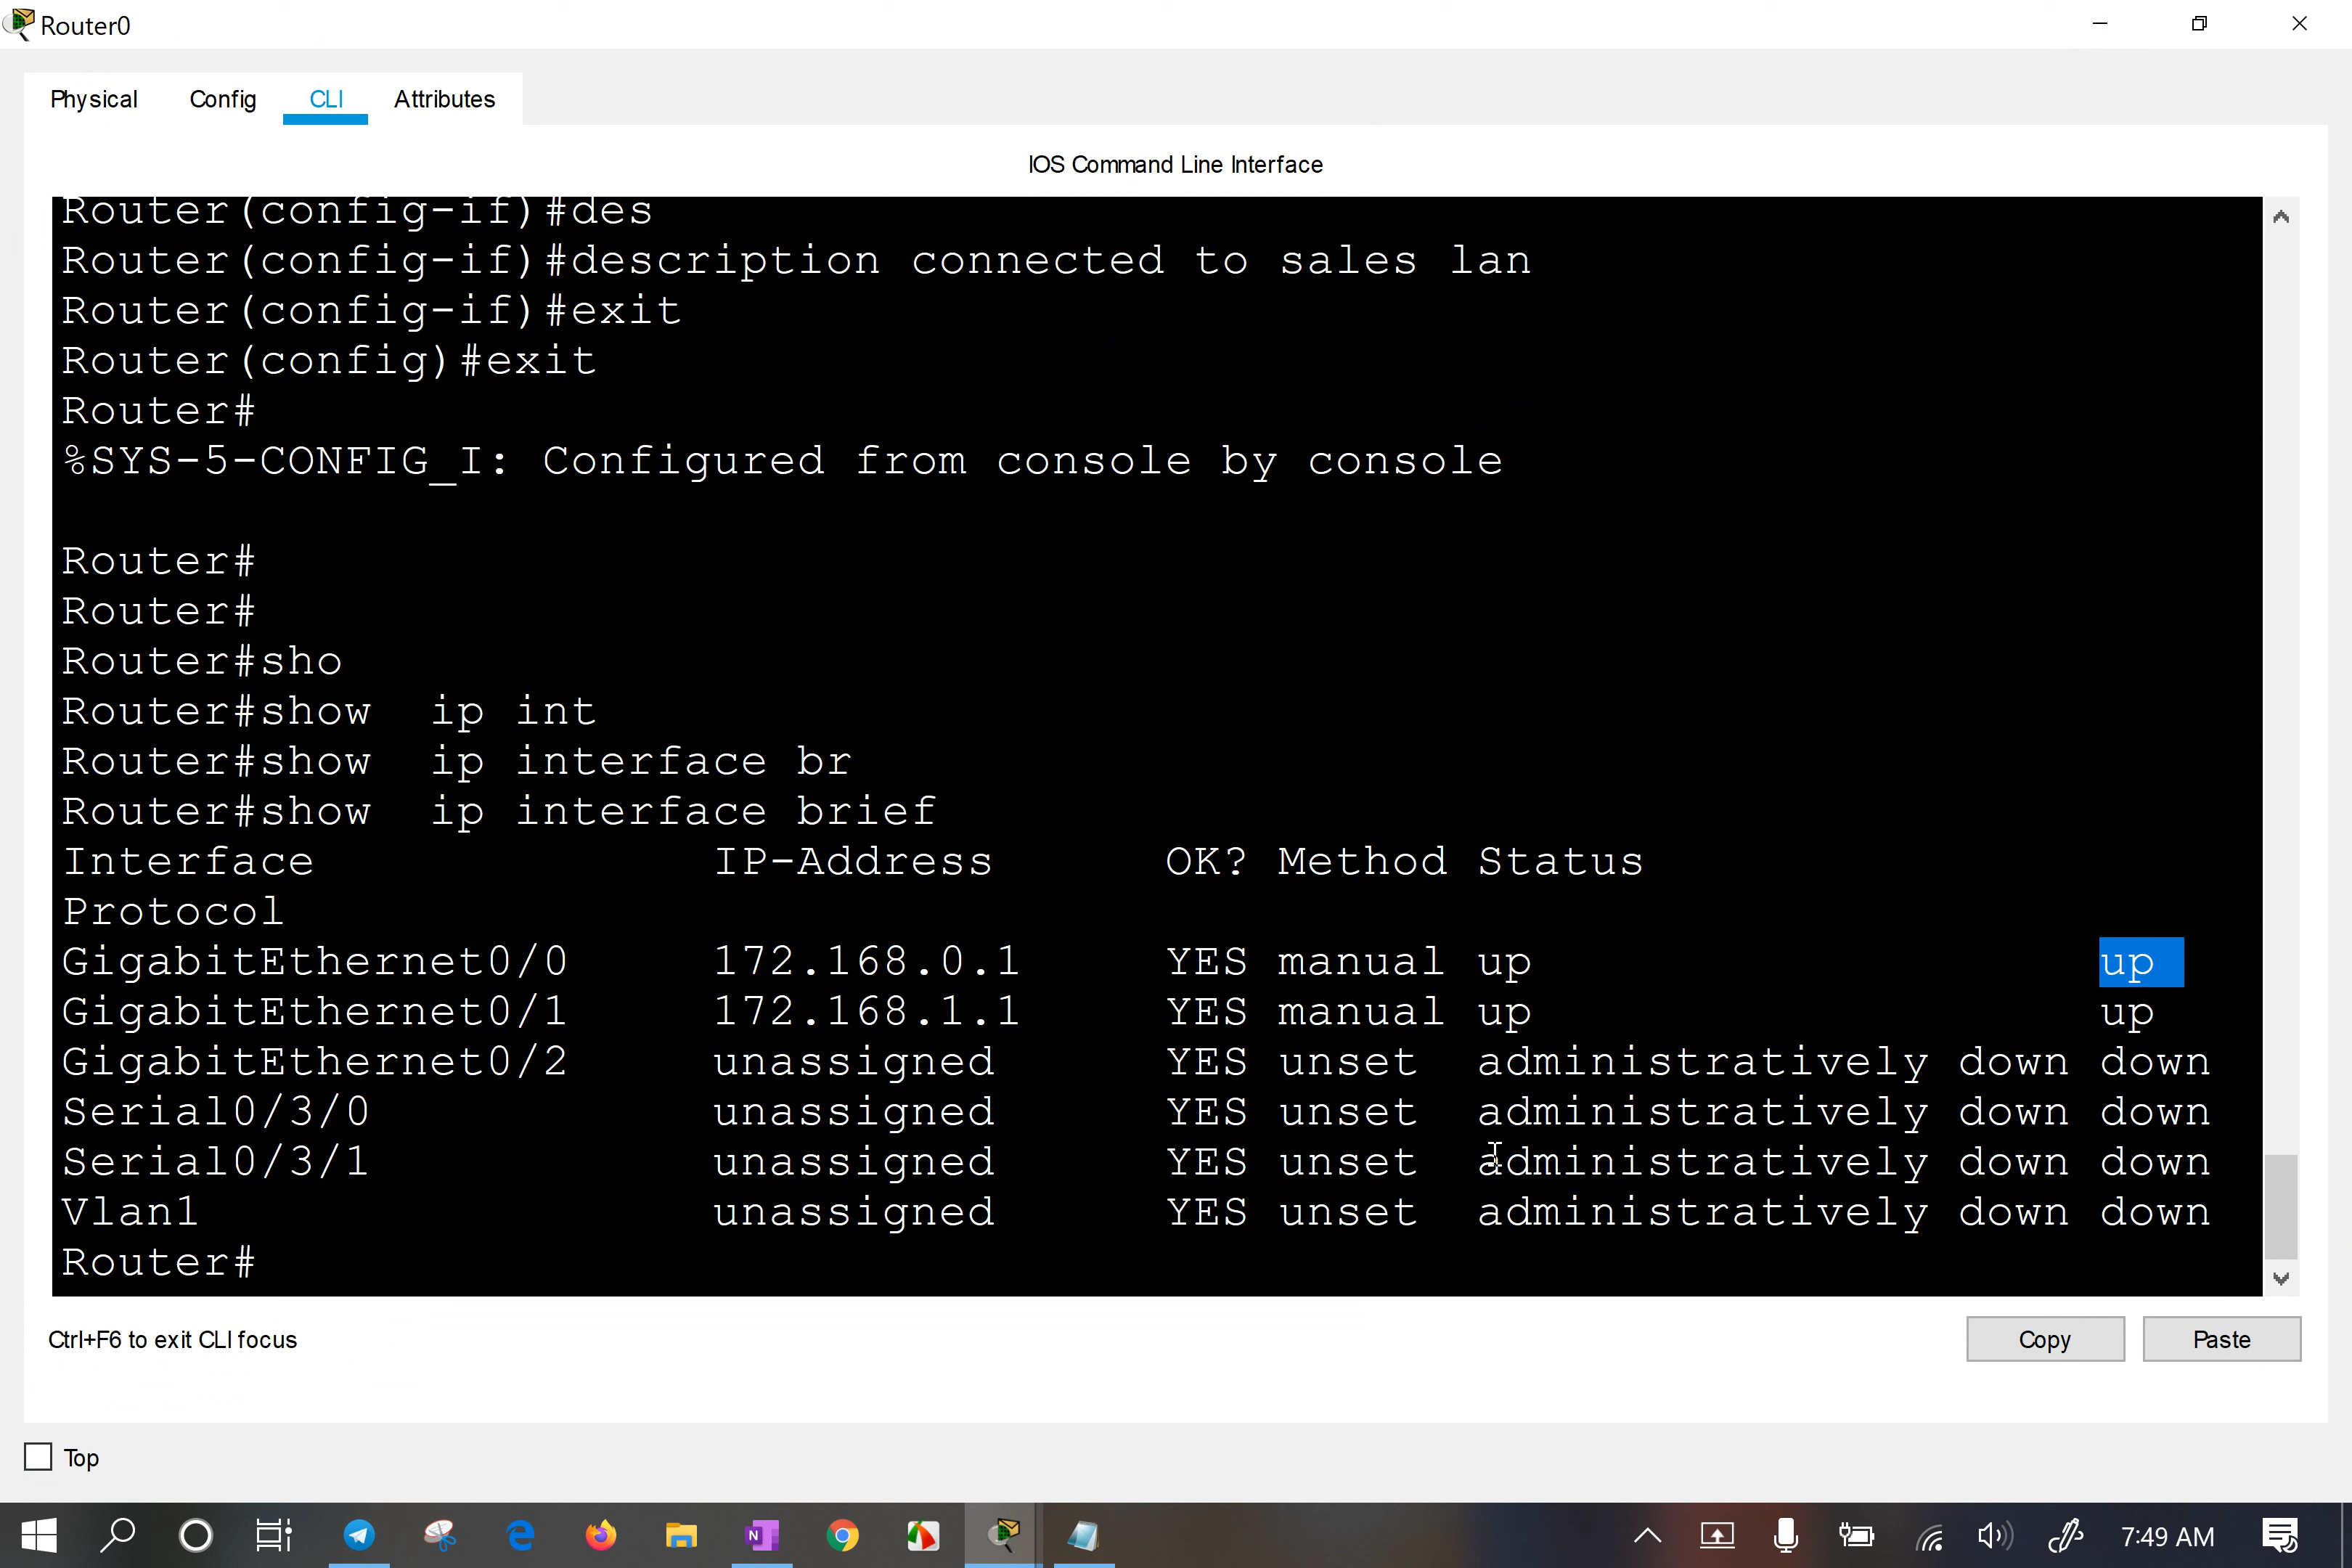 Router0
Physical Config CLI Attributes
IOS Command Line Interface
Router(config-if)#des
Router(config-if)#description connected to sales lan
Router(config-if)#exit
Router(config)#exit
Router#
%SYS-5-CONFIG_I: Configured from console by console
Router#
Router#
Router#sho
Router#show  ip int
Router#show  ip interface br
Router#show  ip interface brief
Interface IP-Address OK? Method Status
Protocol
GigabitEthernet0/0 172.168.0.1 YES manual up up
GigabitEthernet0/1 172.168.1.1 YES manual up up
GigabitEthernet0/2 unassigned YES unset administratively down down
Serial0/3/0 unassigned YES unset administratively down down
Serial0/3/1 unassigned YES unset administratively down down
Vlan1 unassigned YES unset administratively down down
Router#
Ctrl+F6 to exit CLI focus
Copy Paste
Top
7:49 AM